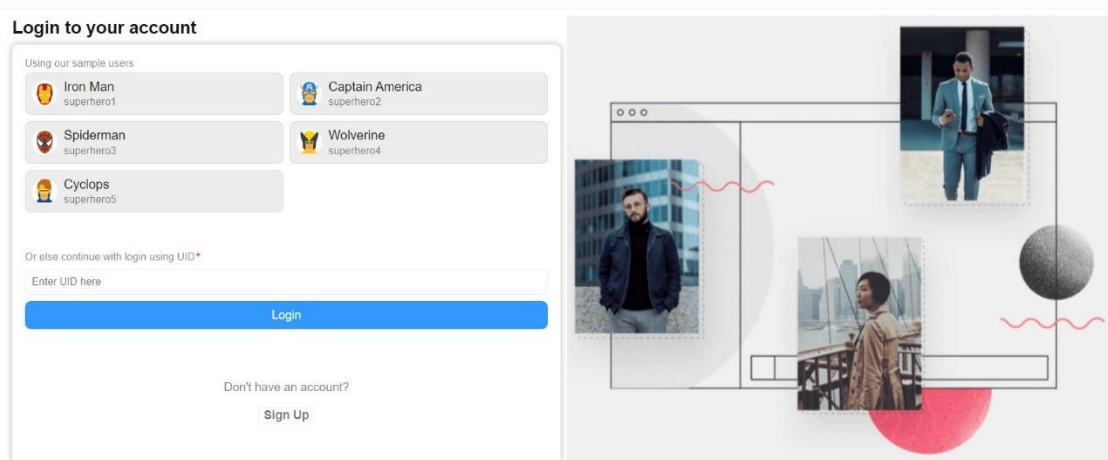 Login to your account
Using our sample users
Iron Man
superhero1
Captain America
superhero2
Spiderman
superhero3
Wolverine
superhero4
Cyclops
superhero5
Or else continue with login using UID*
Enter UID here
Login
Don't have an account?
Sign Up